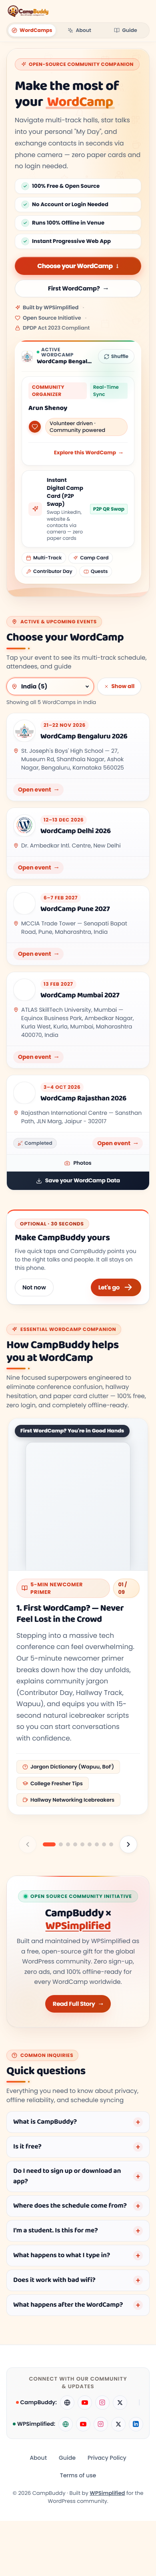 CampBuddy
WordCamps
About
Guide
OPEN-SOURCE COMMUNITY COMPANION
Make the most of
your WordCamp
Navigate multi-track halls, star talks
into your personal "My Day", and
exchange contacts in seconds via
phone camera — zero paper cards and
no login needed.
100% Free & Open Source
No Account or Login Needed
Runs 100% Offline in Venue
Instant Progressive Web App
Choose your WordCamp ↓
First WordCamp? →
Built by WPSimplified
Open Source Initiative
DPDP Act 2023 Compliant
ACTIVE
WORDCAMP
WordCamp Bengal...
Shuffle
COMMUNITY
ORGANIZER
Real-Time
Sync
Arun Shenoy
Volunteer driven ·
Community powered
Explore this WordCamp →
Instant
Digital Camp
Card (P2P
Swap)
Swap LinkedIn,
website &
contacts via
camera — zero
paper cards
P2P QR Swap
Multi-Track
Camp Card
Contributor Day
Quests
ACTIVE & UPCOMING EVENTS
Choose your WordCamp
Tap your event to see its multi-track schedule,
attendees, and guide
India (5)
× Show all
Showing all 5 WordCamps in India
21–22 NOV 2026
WordCamp Bengaluru 2026
St. Joseph's Boys' High School — 27,
Museum Rd, Shanthala Nagar, Ashok
Nagar, Bengaluru, Karnataka 560025
Open event →
12–13 DEC 2026
WordCamp Delhi 2026
Dr. Ambedkar Intl. Centre, New Delhi
Open event →
6–7 FEB 2027
WordCamp Pune 2027
MCCIA Trade Tower — Senapati Bapat
Road, Pune, Maharashtra, India
Open event →
13 FEB 2027
WordCamp Mumbai 2027
ATLAS SkillTech University, Mumbai —
Equinox Business Park, Ambedkar Nagar,
Kurla West, Kurla, Mumbai, Maharashtra
400070, India
Open event →
3–4 OCT 2026
WordCamp Rajasthan 2026
Rajasthan International Centre — Sansthan
Path, JLN Marg, Jaipur - 302017
Completed
Open event →
Photos
Save your WordCamp Data
OPTIONAL · 30 SECONDS
Make CampBuddy yours
Five quick taps and CampBuddy points you
to the right talks and people. It all stays on
this phone.
Not now
Let's go →
ESSENTIAL WORDCAMP COMPANION
How CampBuddy helps
you at WordCamp
Nine focused superpowers engineered to
eliminate conference confusion, hallway
hesitation, and paper card clutter — 100% free,
zero login, and completely offline-ready.
First WordCamp? You're in Good Hands
5-MIN NEWCOMER
PRIMER
01 /
09
1. First WordCamp? — Never
Feel Lost in the Crowd
Stepping into a massive tech
conference can feel overwhelming.
Our 5-minute newcomer primer
breaks down how the day unfolds,
explains community jargon
(Contributor Day, Hallway Track,
Wapuu), and equips you with 15-
second natural icebreaker scripts
so you can start conversations
with confidence.
Jargon Dictionary (Wapuu, BoF)
College Fresher Tips
Hallway Networking Icebreakers
OPEN SOURCE COMMUNITY INITIATIVE
CampBuddy ×
WPSimplified
Built and maintained by WPSimplified as
a free, open-source gift for the global
WordPress community. Zero sign-up,
zero ads, and 100% offline-ready for
every WordCamp worldwide.
Read Full Story →
COMMON INQUIRIES
Quick questions
Everything you need to know about privacy,
offline reliability, and schedule syncing
What is CampBuddy? +
Is it free? +
Do I need to sign up or download an
app? +
Where does the schedule come from? +
I'm a student. Is this for me? +
What happens to what I type in? +
Does it work with bad wifi? +
What happens after the WordCamp? +
CONNECT WITH OUR COMMUNITY
& UPDATES
CampBuddy:
WPSimplified:
About
Guide
Privacy Policy
Terms of use
© 2026 CampBuddy · Built by WPSimplified for the
WordPress community.